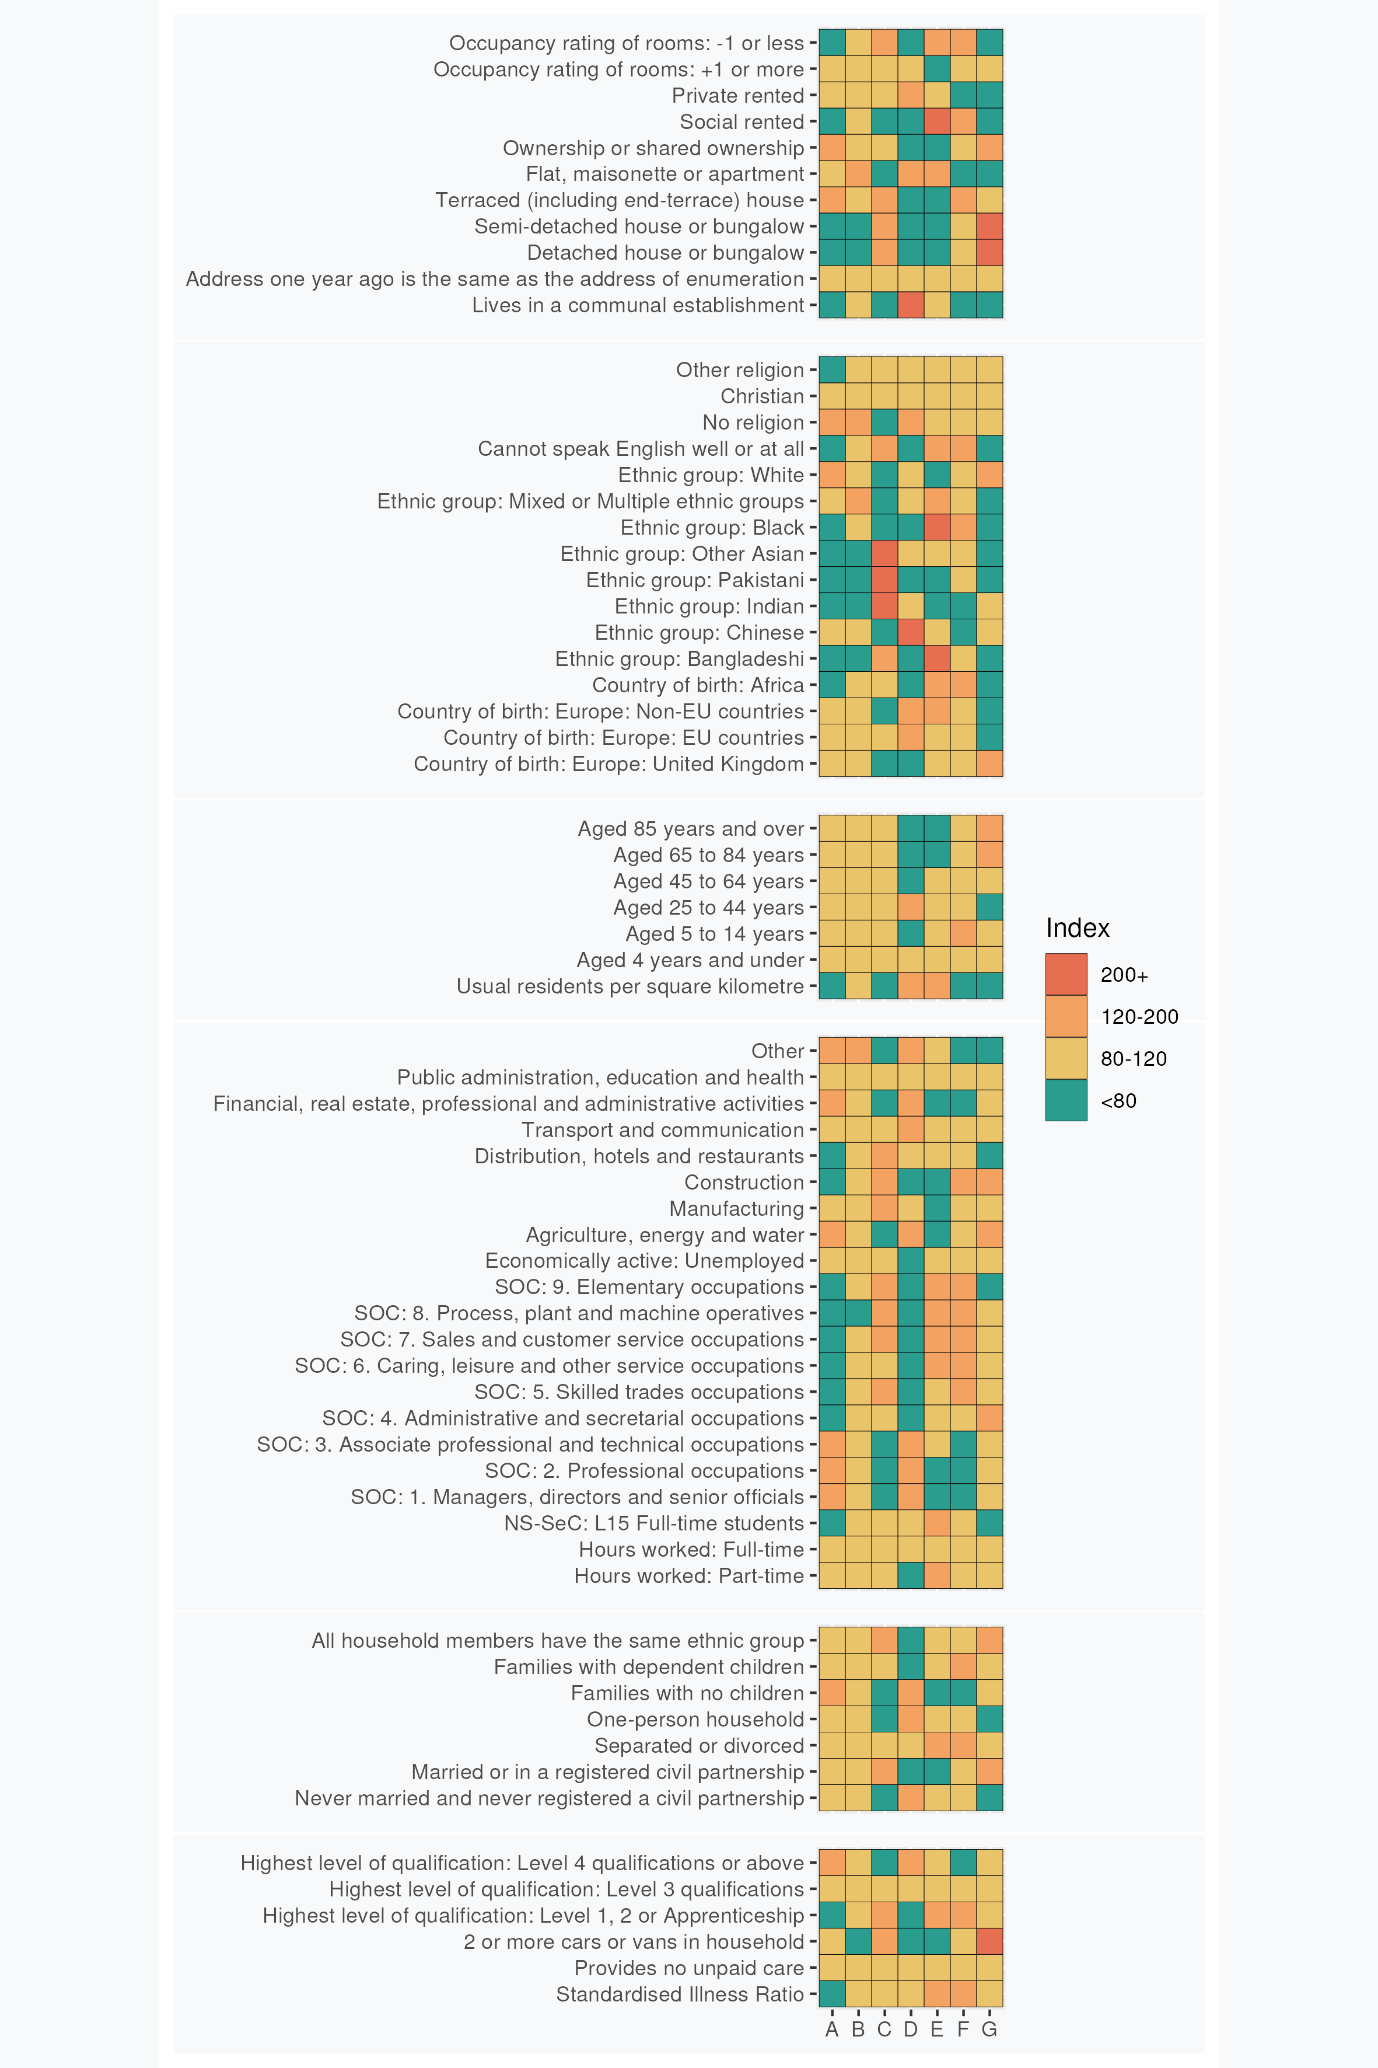 Occupancy rating of rooms: -1 or less
Occupancy rating of rooms: +1 or more
Private rented
Social rented
Ownership or shared ownership
Flat, maisonette or apartment
Terraced (including end-terrace) house
Semi-detached house or bungalow
Detached house or bungalow
Address one year ago is the same as the address of enumeration
Lives in a communal establishment
Other religion
Christian
No religion
Cannot speak English well or at all
Ethnic group: White
Ethnic group: Mixed or Multiple ethnic groups
Ethnic group: Black
Ethnic group: Other Asian
Ethnic group: Pakistani
Ethnic group: Indian
Ethnic group: Chinese
Ethnic group: Bangladeshi
Country of birth: Africa
Country of birth: Europe: Non-EU countries
Country of birth: Europe: EU countries
Country of birth: Europe: United Kingdom
Aged 85 years and over
Aged 65 to 84 years
Aged 45 to 64 years
Aged 25 to 44 years
Aged 5 to 14 years
Aged 4 years and under
Usual residents per square kilometre
Index
200+
120-200
80-120
<80
Other
Public administration, education and health
Financial, real estate, professional and administrative activities
Transport and communication
Distribution, hotels and restaurants
Construction
Manufacturing
Agriculture, energy and water
Economically active: Unemployed
SOC: 9. Elementary occupations
SOC: 8. Process, plant and machine operatives
SOC: 7. Sales and customer service occupations
SOC: 6. Caring, leisure and other service occupations
SOC: 5. Skilled trades occupations
SOC: 4. Administrative and secretarial occupations
SOC: 3. Associate professional and technical occupations
SOC: 2. Professional occupations
SOC: 1. Managers, directors and senior officials
NS-SeC: L15 Full-time students
Hours worked: Full-time
Hours worked: Part-time
All household members have the same ethnic group
Families with dependent children
Families with no children
One-person household
Separated or divorced
Married or in a registered civil partnership
Never married and never registered a civil partnership
Highest level of qualification: Level 4 qualifications or above
Highest level of qualification: Level 3 qualifications
Highest level of qualification: Level 1, 2 or Apprenticeship
2 or more cars or vans in household
Provides no unpaid care
Standardised Illness Ratio
A B C D E F G